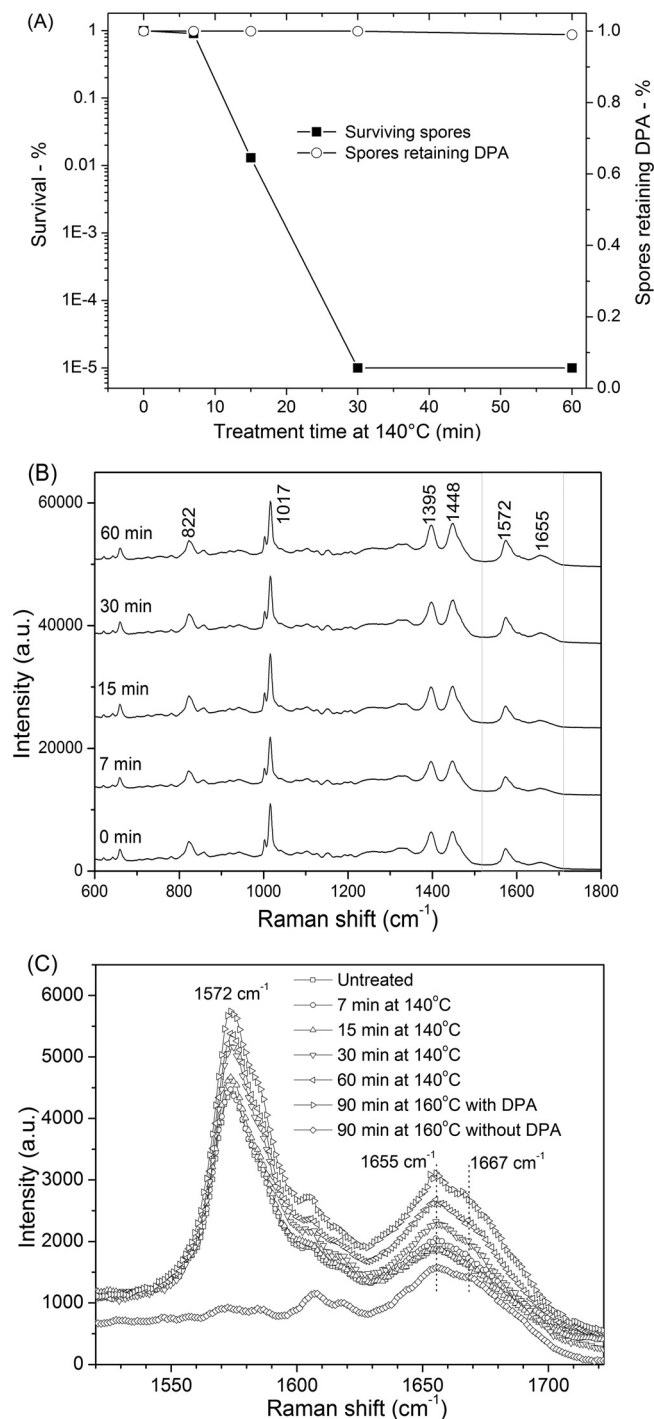 (A)
1
0.1
0.01
1E-3
1E-4
1E-5
Survival - %
1.0
0.8
0.6
0.4
0.2
0.0
Spores retaining DPA - %
Surviving spores
Spores retaining DPA
0 10 20 30 40 50 60
Treatment time at 140°C (min)
(B)
60000
40000
20000
0
Intensity (a.u.)
822
1017
1395
1448
1572
1655
60 min
30 min
15 min
7 min
0 min
600 800 1000 1200 1400 1600 1800
Raman shift (cm⁻¹)
(C)
6000
5000
4000
3000
2000
1000
0
Intensity (a.u.)
1572 cm⁻¹
Untreated
7 min at 140°C
15 min at 140°C
30 min at 140°C
60 min at 140°C
90 min at 160°C with DPA
90 min at 160°C without DPA
1655 cm⁻¹
1667 cm⁻¹
1550 1600 1650 1700
Raman shift (cm⁻¹)